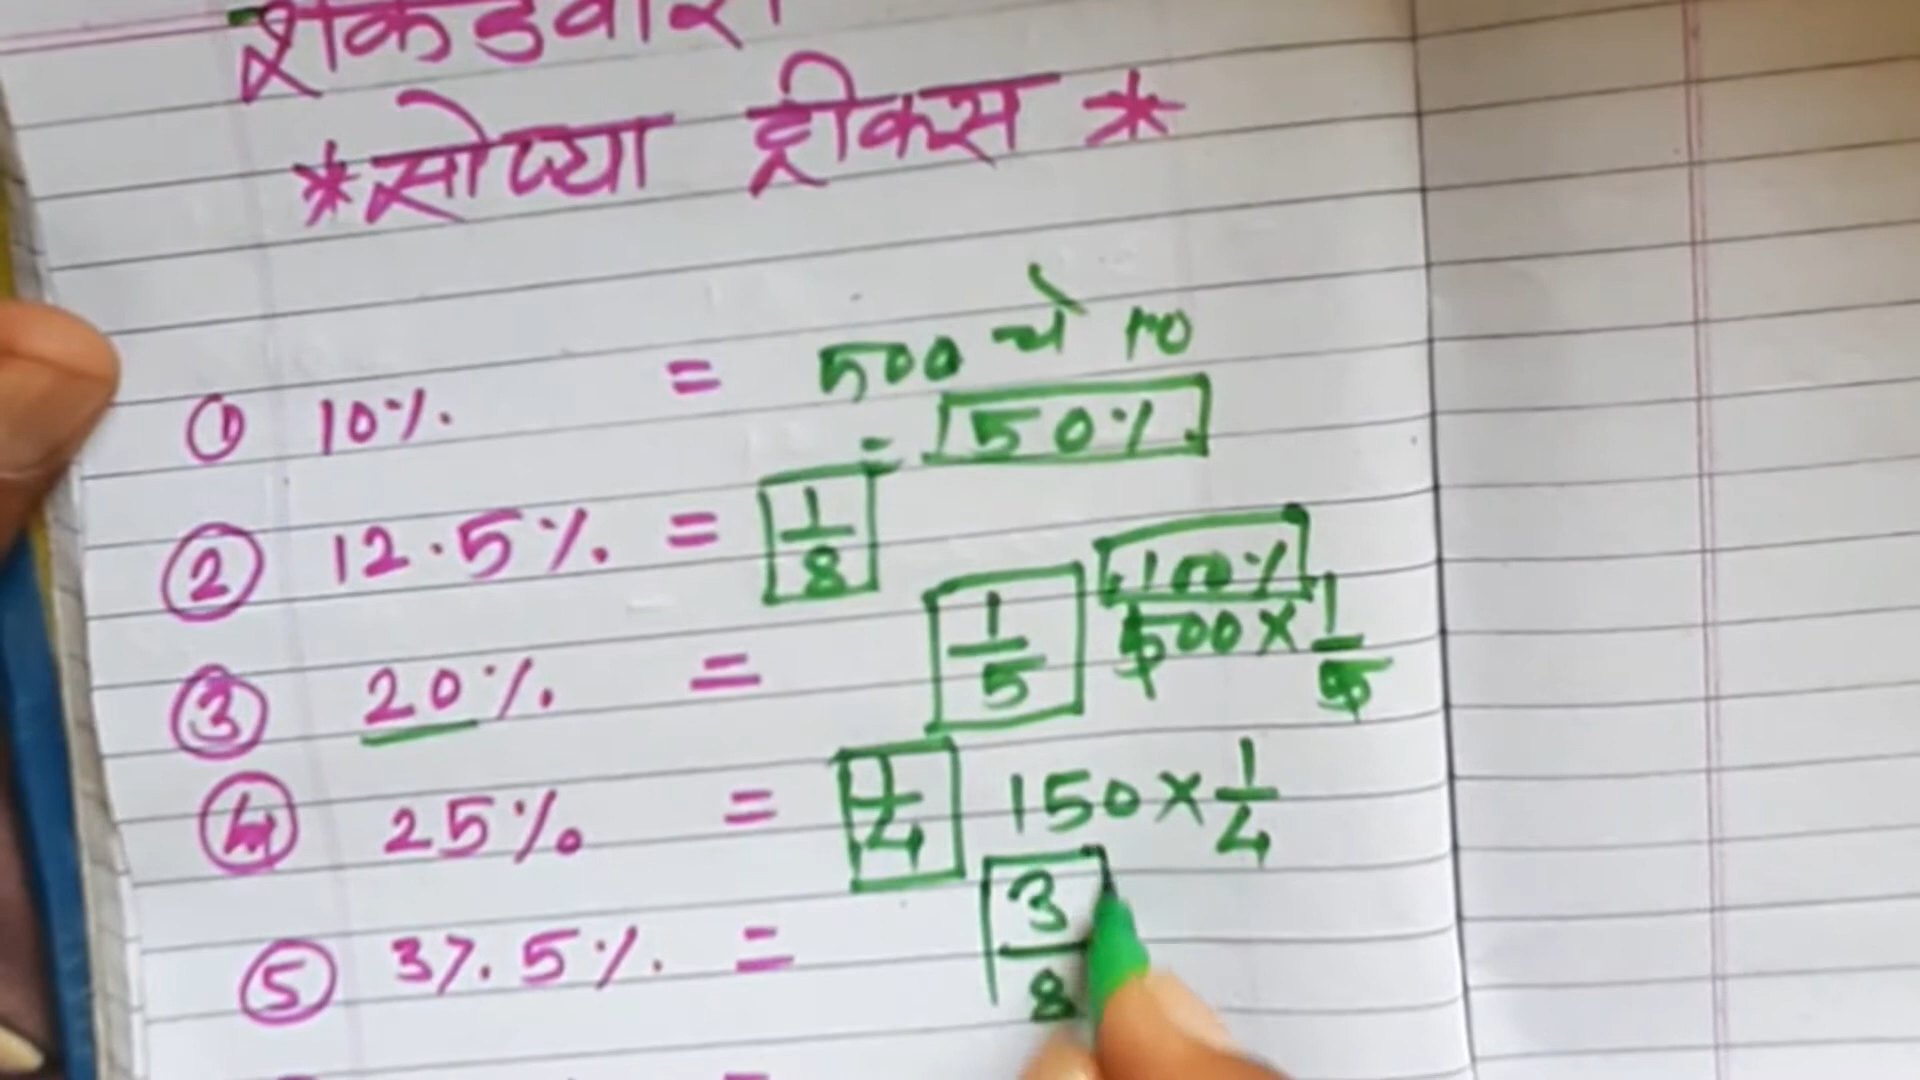 शेकडेवारी
*सोप्या ट्रीकस *
① 10% = 500 चे 10
= 50%
② 12.5% = 1/8
③ 20% = 1/5 100% 500 × 1/5
④ 25% = 1/4 150 × 1/4
⑤ 37.5% = 3/8